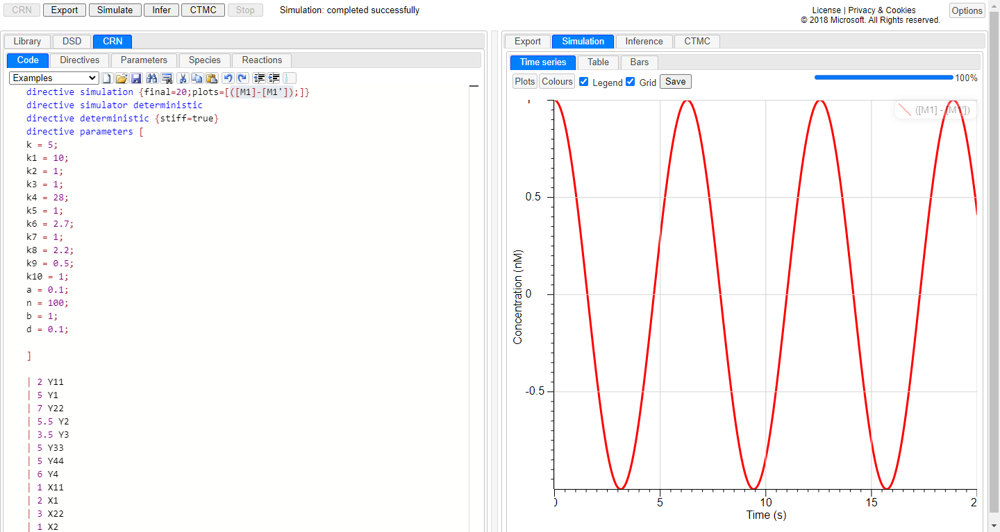 CRN Export Simulate Infer CTMC Stop Simulation: completed successfully
License | Privacy & Cookies
© 2018 Microsoft. All Rights reserved.
Options
Library DSD CRN
Code Directives Parameters Species Reactions
Examples
directive simulation {final=20;plots=[([M1]-[M1']);]}
directive simulator deterministic
directive deterministic {stiff=true}
directive parameters [
k = 5;
k1 = 10;
k2 = 1;
k3 = 1;
k4 = 28;
k5 = 1;
k6 = 2.7;
k7 = 1;
k8 = 2.2;
k9 = 0.5;
k10 = 1;
a = 0.1;
n = 100;
b = 1;
d = 0.1;
]
| 2 Y11
| 5 Y1
| 7 Y22
| 5.5 Y2
| 3.5 Y3
| 5 Y33
| 5 Y44
| 6 Y4
| 1 X11
| 2 X1
| 3 X22
| 1 X2
Export Simulation Inference CTMC
Time series Table Bars
Plots Colours Legend Grid Save
100%
([M1] - [M1'])
0.5
0
-0.5
Concentration (nM)
0 5 10 15 2
Time (s)